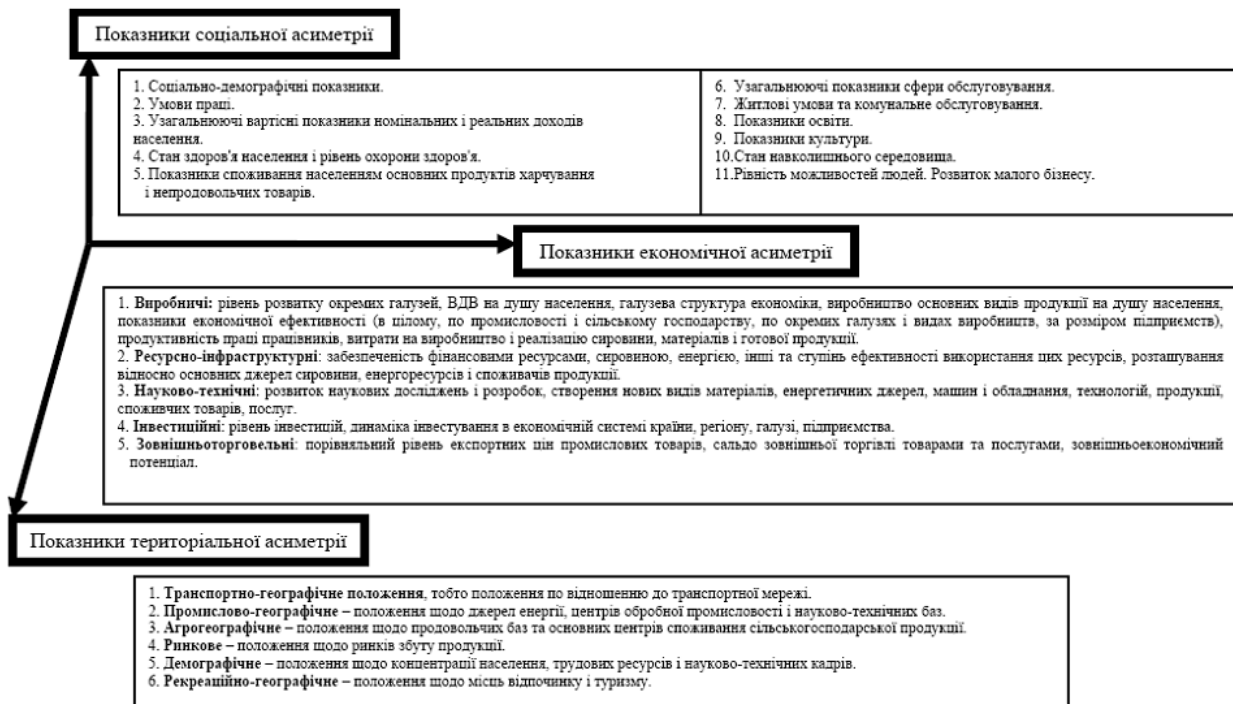 Показники соціальної асиметрії
1. Соціально-демографічні показники.
2. Умови праці.
3. Узагальнюючі вартісні показники номінальних і реальних доходів
населення.
4. Стан здоров'я населення і рівень охорони здоров'я.
5. Показники споживання населенням основних продуктів харчування
і непродовольчих товарів.
6. Узагальнюючі показники сфери обслуговування.
7. Житлові умови та комунальне обслуговування.
8. Показники освіти.
9. Показники культури.
10.Стан навколишнього середовища.
11.Рівність можливостей людей. Розвиток малого бізнесу.
Показники економічної асиметрії
1. Виробничі: рівень розвитку окремих галузей, ВДВ на душу населення, галузева структура економіки, виробництво основних видів продукції на душу населення,
показники економічної ефективності (в цілому, по промисловості і сільському господарству, по окремих галузях і видах виробництв, за розміром підприємств),
продуктивність праці працівників, витрати на виробництво і реалізацію сировини, матеріалів і готової продукції.
2. Ресурсно-інфраструктурні: забезпеченість фінансовими ресурсами, сировиною, енергією, інші та ступінь ефективності використання цих ресурсів, розташування
відносно основних джерел сировини, енергоресурсів і споживачів продукції.
3. Науково-технічні: розвиток наукових досліджень і розробок, створення нових видів матеріалів, енергетичних джерел, машин і обладнання, технологій, продукції,
споживчих товарів, послуг.
4. Інвестиційні: рівень інвестицій, динаміка інвестування в економічній системі країни, регіону, галузі, підприємства.
5. Зовнішньоторговельні: порівняльний рівень експортних цін промислових товарів, сальдо зовнішньої торгівлі товарами та послугами, зовнішньоекономічний
потенціал.
Показники територіальної асиметрії
1. Транспортно-географічне положення, тобто положення по відношенню до транспортної мережі.
2. Промислово-географічне – положення щодо джерел енергії, центрів обробної промисловості і науково-технічних баз.
3. Агрогеографічне – положення щодо продовольчих баз та основних центрів споживання сільськогосподарської продукції.
4. Ринкове – положення щодо ринків збуту продукції.
5. Демографічне – положення щодо концентрації населення, трудових ресурсів і науково-технічних кадрів.
6. Рекреаційно-географічне – положення щодо місць відпочинку і туризму.